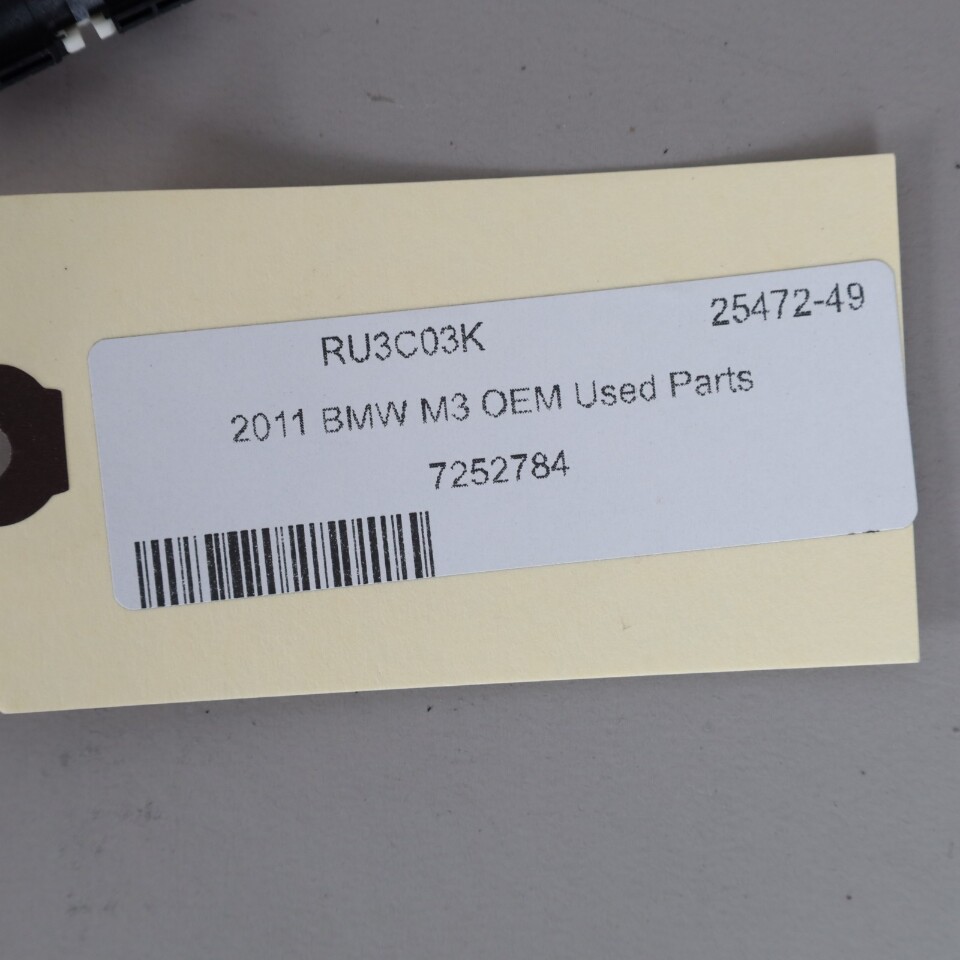 RU3C03K 25472-49
2011 BMW M3 OEM Used Parts
7252784